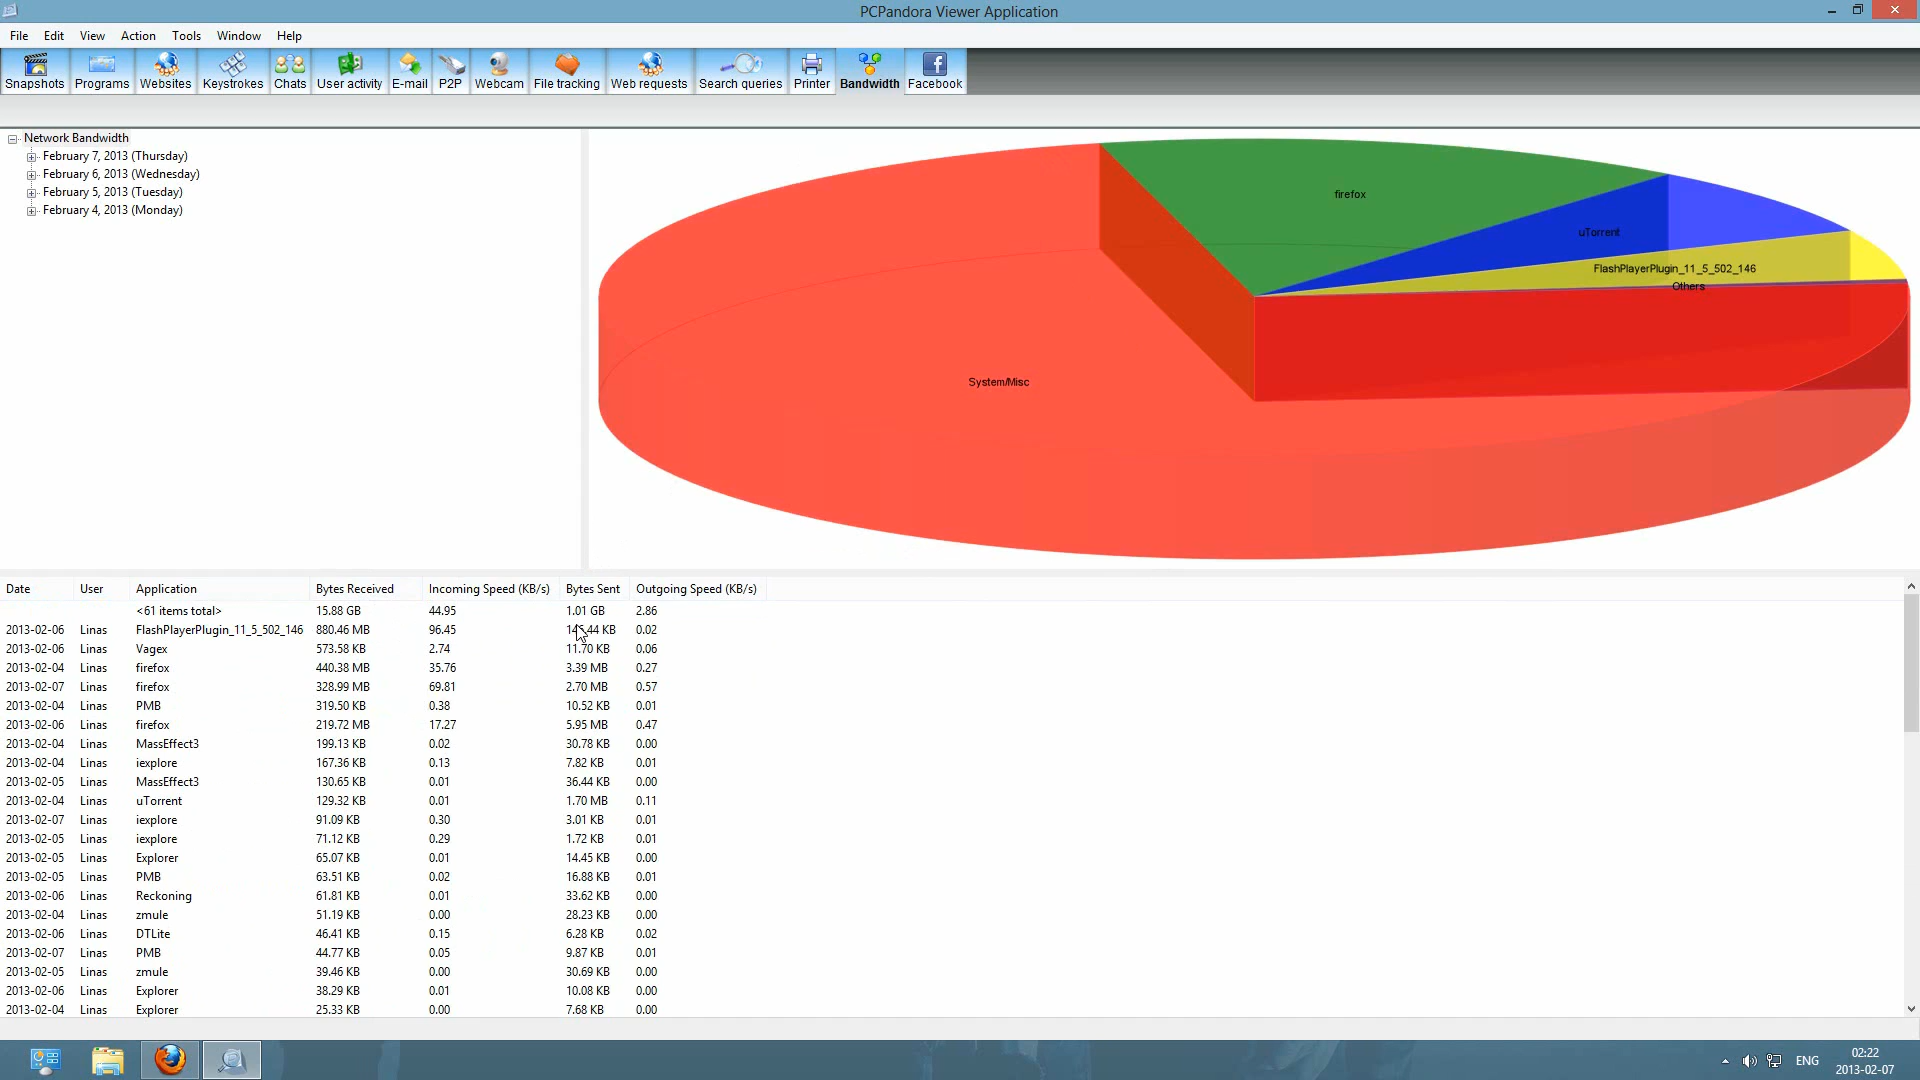 PCPandora Viewer Application
File Edit View Action Tools Window Help
Snapshots Programs Websites Keystrokes Chats User activity E-mail P2P Webcam File tracking Web requests Search queries Printer Bandwidth Facebook
Network Bandwidth
February 7, 2013 (Thursday)
February 6, 2013 (Wednesday)
February 5, 2013 (Tuesday)
February 4, 2013 (Monday)
firefox
uTorrent
FlashPlayerPlugin_11_5_502_146
Others
System/Misc
Date User Application Bytes Received Incoming Speed (KB/s) Bytes Sent Outgoing Speed (KB/s)
<61 items total> 15.88 GB 44.95 1.01 GB 2.86
2013-02-06 Linas FlashPlayerPlugin_11_5_502_146 880.46 MB 96.45 KB 0.02
2013-02-06 Linas Vagex 573.58 KB 2.74 11.70 KB 0.06
2013-02-04 Linas firefox 440.38 MB 35.76 3.39 MB 0.27
2013-02-07 Linas firefox 328.99 MB 69.81 2.70 MB 0.57
2013-02-04 Linas PMB 319.50 KB 0.38 10.52 KB 0.01
2013-02-06 Linas firefox 219.72 MB 17.27 5.95 MB 0.47
2013-02-04 Linas MassEffect3 199.13 KB 0.02 30.78 KB 0.00
2013-02-04 Linas iexplore 167.36 KB 0.13 7.82 KB 0.01
2013-02-05 Linas MassEffect3 130.65 KB 0.01 36.44 KB 0.00
2013-02-04 Linas uTorrent 129.32 KB 0.01 1.70 MB 0.11
2013-02-07 Linas iexplore 91.09 KB 0.30 3.01 KB 0.01
2013-02-05 Linas iexplore 71.12 KB 0.29 1.72 KB 0.01
2013-02-05 Linas Explorer 65.07 KB 0.01 14.45 KB 0.00
2013-02-05 Linas PMB 63.51 KB 0.02 16.88 KB 0.01
2013-02-06 Linas Reckoning 61.81 KB 0.01 33.62 KB 0.00
2013-02-04 Linas zmule 51.19 KB 0.00 28.23 KB 0.00
2013-02-06 Linas DTLite 46.41 KB 0.15 6.28 KB 0.02
2013-02-07 Linas PMB 44.77 KB 0.05 9.87 KB 0.01
2013-02-05 Linas zmule 39.46 KB 0.00 30.69 KB 0.00
2013-02-06 Linas Explorer 38.29 KB 0.01 10.08 KB 0.00
2013-02-04 Linas Explorer 25.33 KB 0.00 7.68 KB 0.00
ENG 02:22
2013-02-07